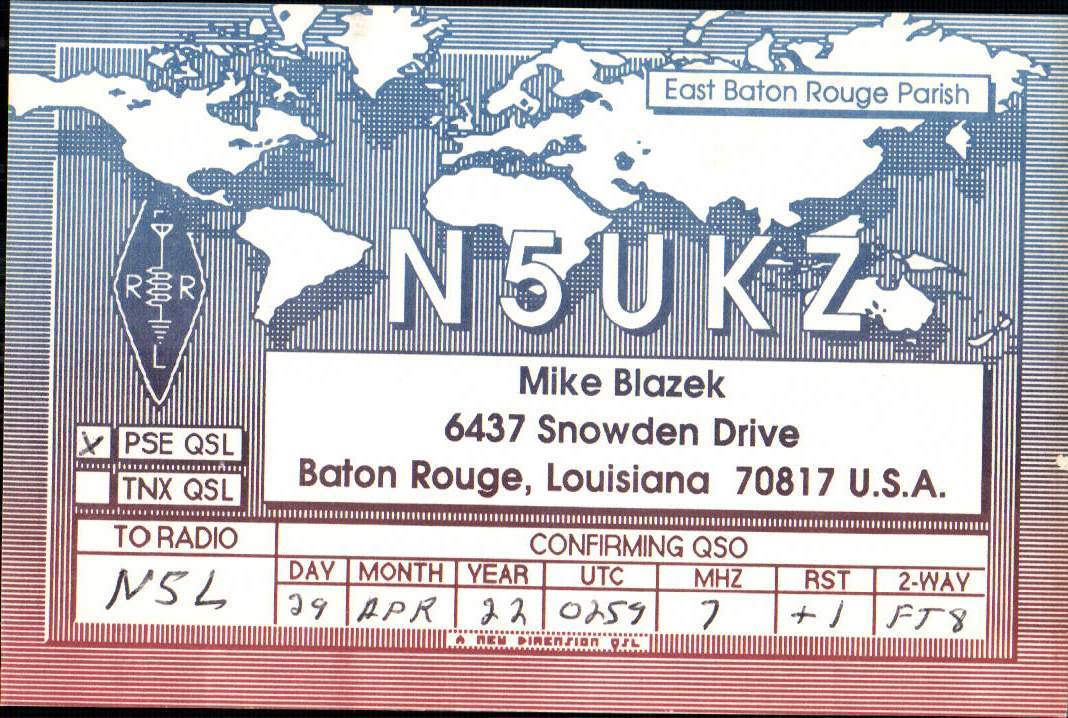 East Baton Rouge Parish
N5UKZ
A
R R
L
Mike Blazek
6437 Snowden Drive
Baton Rouge, Louisiana 70817 U.S.A.
X PSE QSL
TNX QSL
TO RADIO
N5L
CONFIRMING QSO
DAY MONTH YEAR UTC MHZ RST 2-WAY
29 APR 22 0259 7 +1 FT8
A NEW DIMENSION QSL